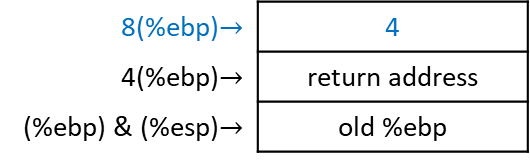 8(%ebp)→ 4
4(%ebp)→ return address
(%ebp) & (%esp)→ old %ebp